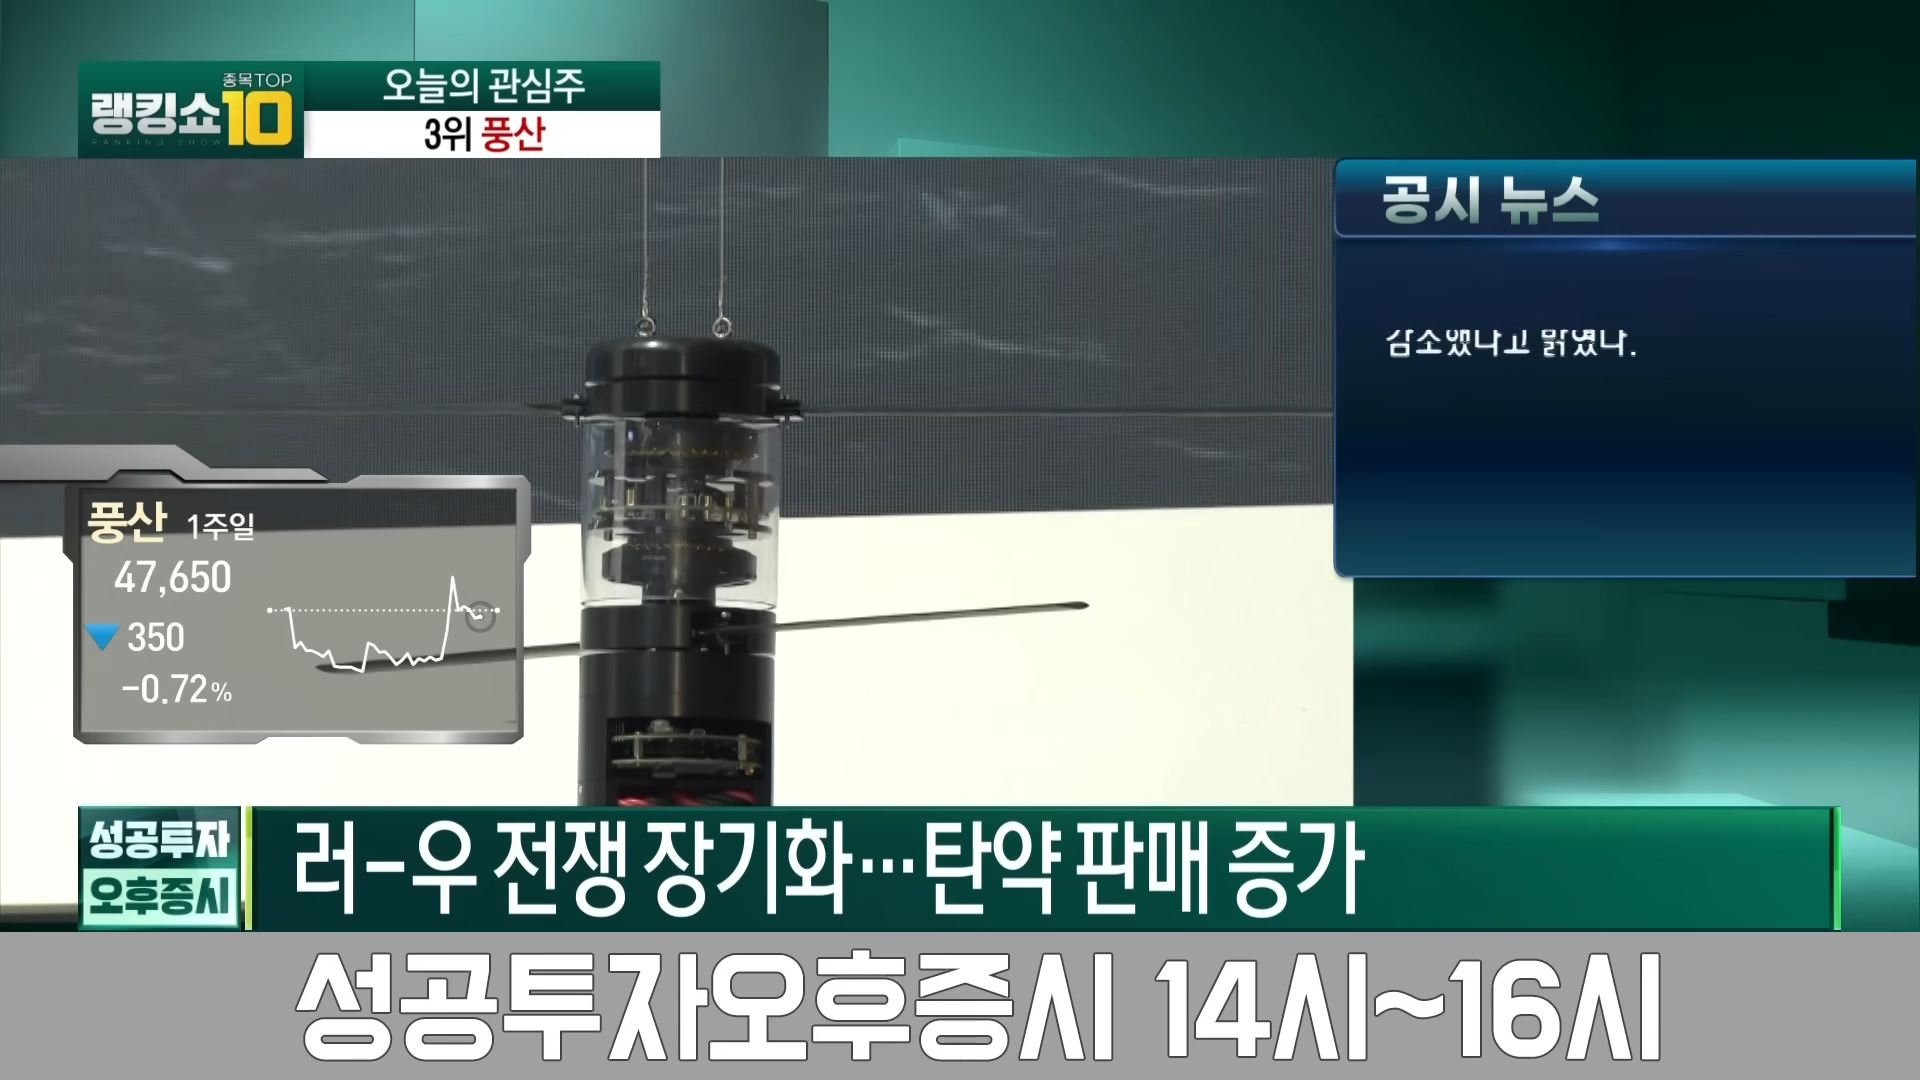 종목TOP
랭킹쇼10
RANKING SHOW
오늘의 관심주
3위 풍산
공시 뉴스
감소했다고 밝혔다.
풍산 1주일
47,650
▼ 350
-0.72%
성공투자
오후증시
러-우 전쟁 장기화…탄약 판매 증가
성공투자오후증시 14시~16시